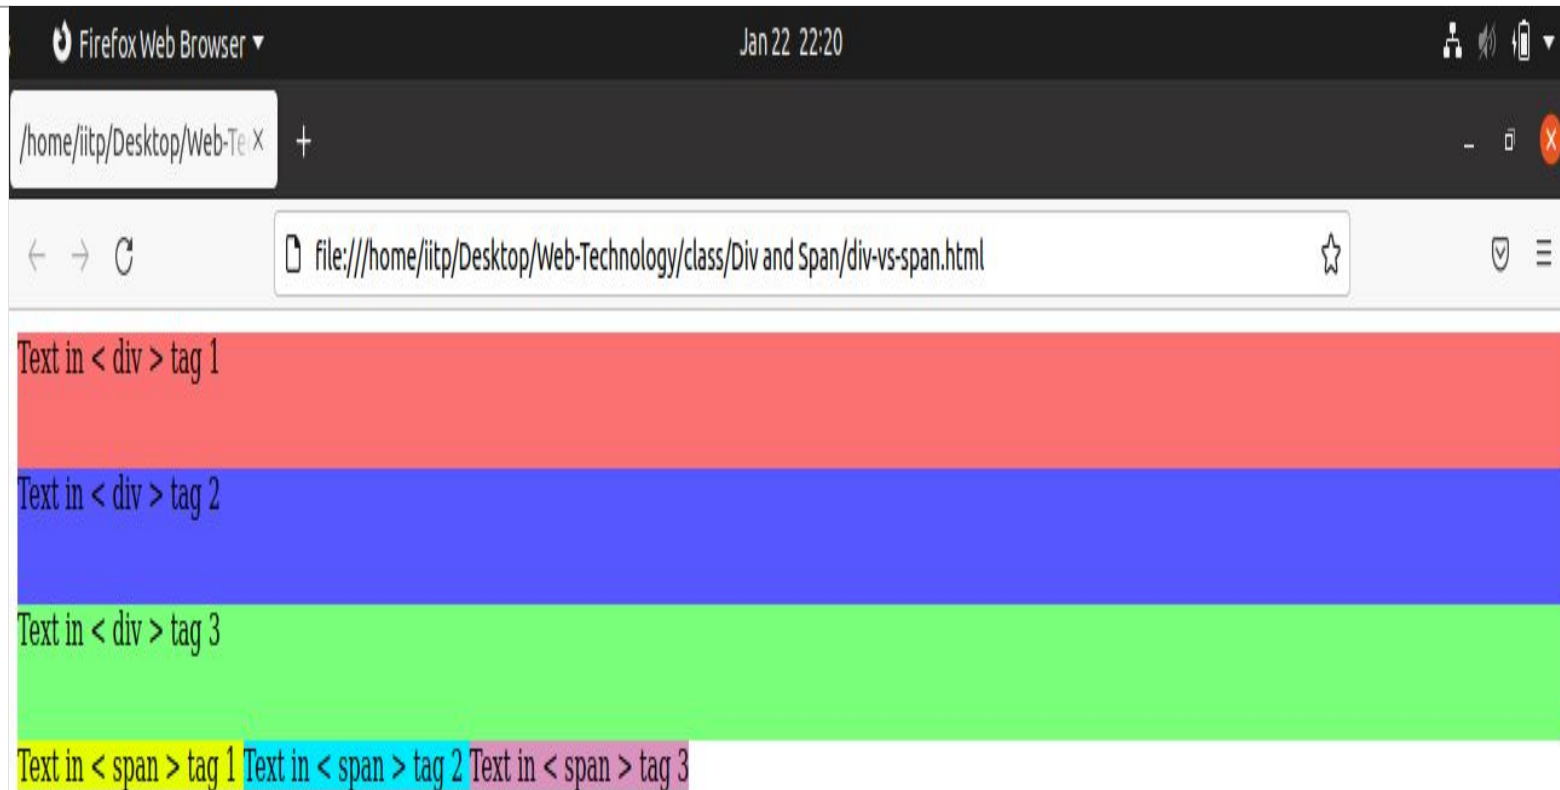 Firefox Web Browser Jan 22 22:20
/home/iitp/Desktop/Web-Te
file:///home/iitp/Desktop/Web-Technology/class/Div and Span/div-vs-span.html
Text in < div > tag 1
Text in < div > tag 2
Text in < div > tag 3
Text in < span > tag 1 Text in < span > tag 2 Text in < span > tag 3